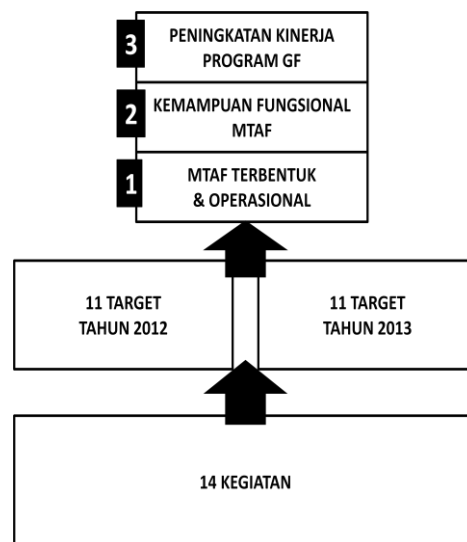 3
PENINGKATAN KINERJA
PROGRAM GF
2
KEMAMPUAN FUNGSIONAL
MTAF
1
MTAF TERBENTUK
& OPERASIONAL
11 TARGET
TAHUN 2012
11 TARGET
TAHUN 2013
14 KEGIATAN